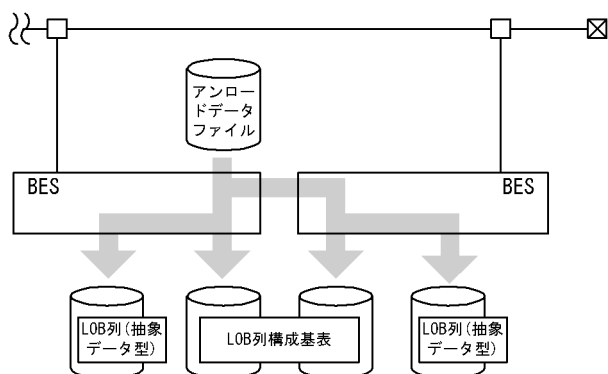 アンロー
ドデータ
ファイル
BES
BES
LOB列(抽象
データ型)
LOB列構成基表
LOB列(抽象
データ型)